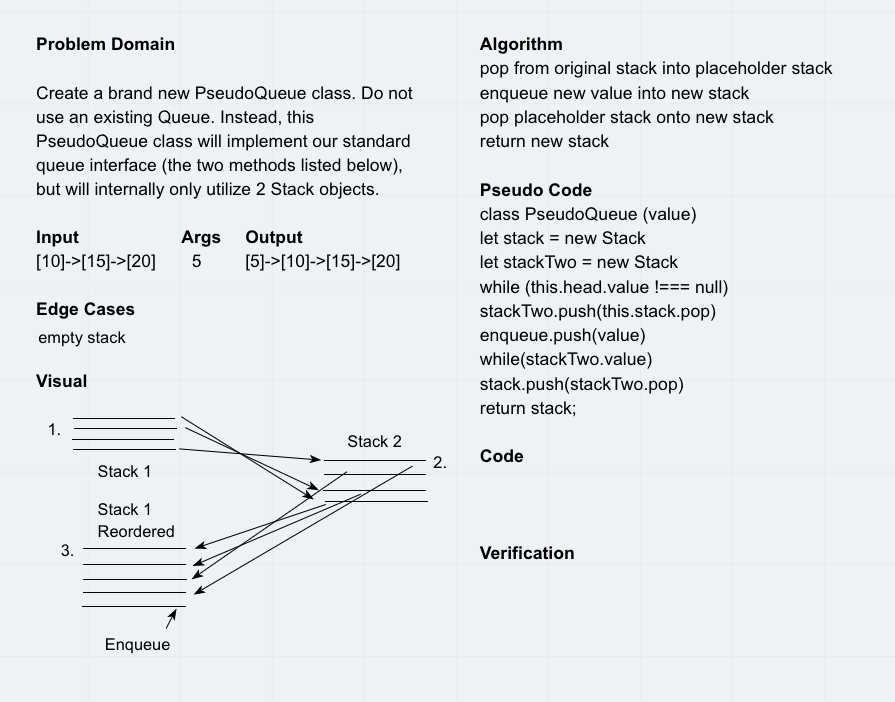 Problem Domain
Create a brand new PseudoQueue class. Do not
use an existing Queue. Instead, this
PseudoQueue class will implement our standard
queue interface (the two methods listed below),
but will internally only utilize 2 Stack objects.
Input Args Output
[10]->[15]->[20] 5 [5]->[10]->[15]->[20]
Edge Cases
empty stack
Visual
1.
Stack 1
Stack 2
2.
Stack 1
Reordered
3.
Enqueue
Algorithm
pop from original stack into placeholder stack
enqueue new value into new stack
pop placeholder stack onto new stack
return new stack
Pseudo Code
class PseudoQueue (value)
let stack = new Stack
let stackTwo = new Stack
while (this.head.value !=== null)
stackTwo.push(this.stack.pop)
enqueue.push(value)
while(stackTwo.value)
stack.push(stackTwo.pop)
return stack;
Code
Verification